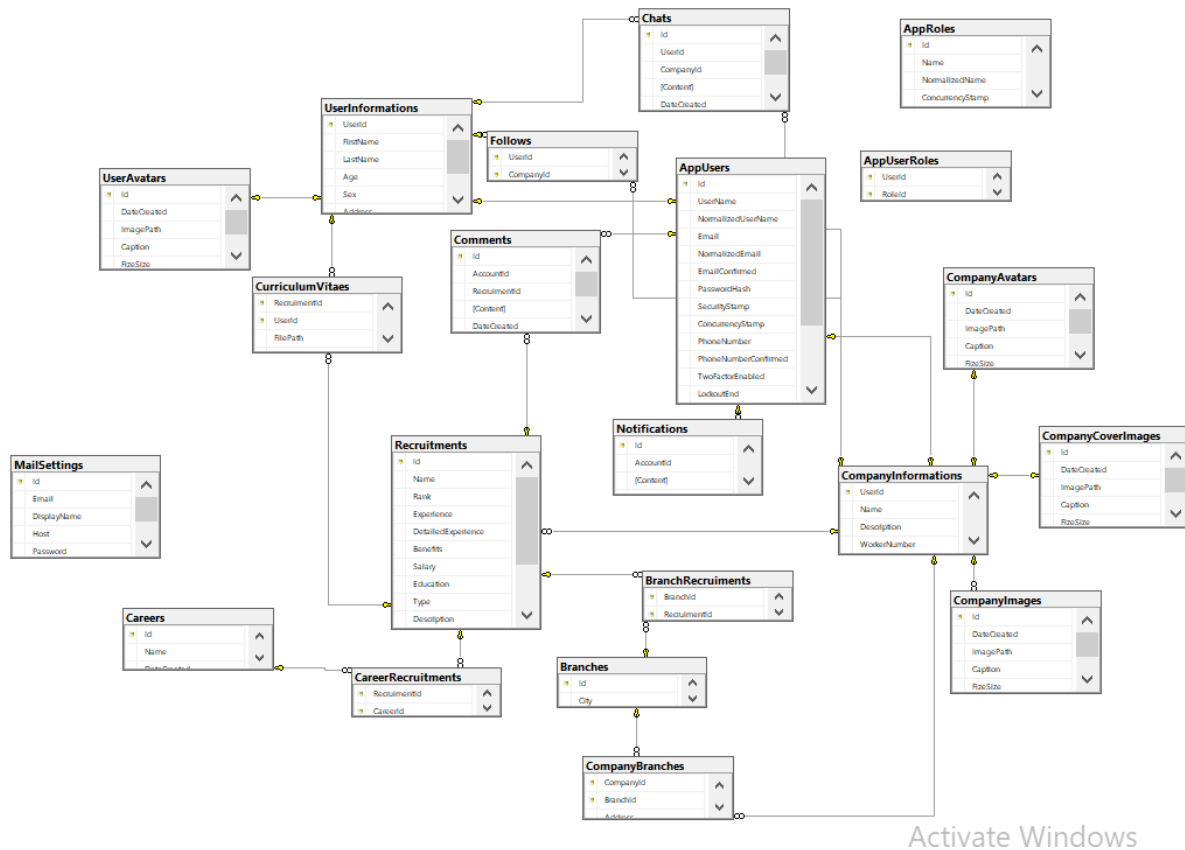 Chats
Id
UserId
CompanyId
[Content]
DateCreated
AppRoles
Id
Name
NormalizedName
ConcurrencyStamp
UserInformations
UserId
FirstName
LastName
Age
Sex
Address
Follows
UserId
CompanyId
AppUsers
Id
UserName
NormalizedUserName
Email
NormalizedEmail
EmailConfirmed
PasswordHash
SecurityStamp
ConcurrencyStamp
PhoneNumber
PhoneNumberConfirmed
TwoFactorEnabled
LockoutEnd
AppUserRoles
UserId
RoleId
UserAvatars
Id
DateCreated
ImagePath
Caption
FizeSize
Comments
Id
AccountId
RecruimentId
[Content]
DateCreated
CurriculumVitaes
RecruimentId
UserId
FilePath
CompanyAvatars
Id
DateCreated
ImagePath
Caption
FizeSize
Notifications
Id
AccountId
[Content]
Recruitments
Id
Name
Rank
Experience
DetailedExperience
Benefits
Salary
Education
Type
Description
CompanyCoverImages
Id
DateCreated
ImagePath
Caption
FizeSize
MailSettings
Id
Email
DisplayName
Host
Password
CompanyInformations
UserId
Name
Description
WorkerNumber
BranchRecruiments
BranchId
RecruimentId
CompanyImages
Id
DateCreated
ImagePath
Caption
FizeSize
Careers
Id
Name
DateCreated
CareerRecruitments
RecruimentId
CareerId
Branches
Id
City
CompanyBranches
CompanyId
BranchId
Address
Activate Windows